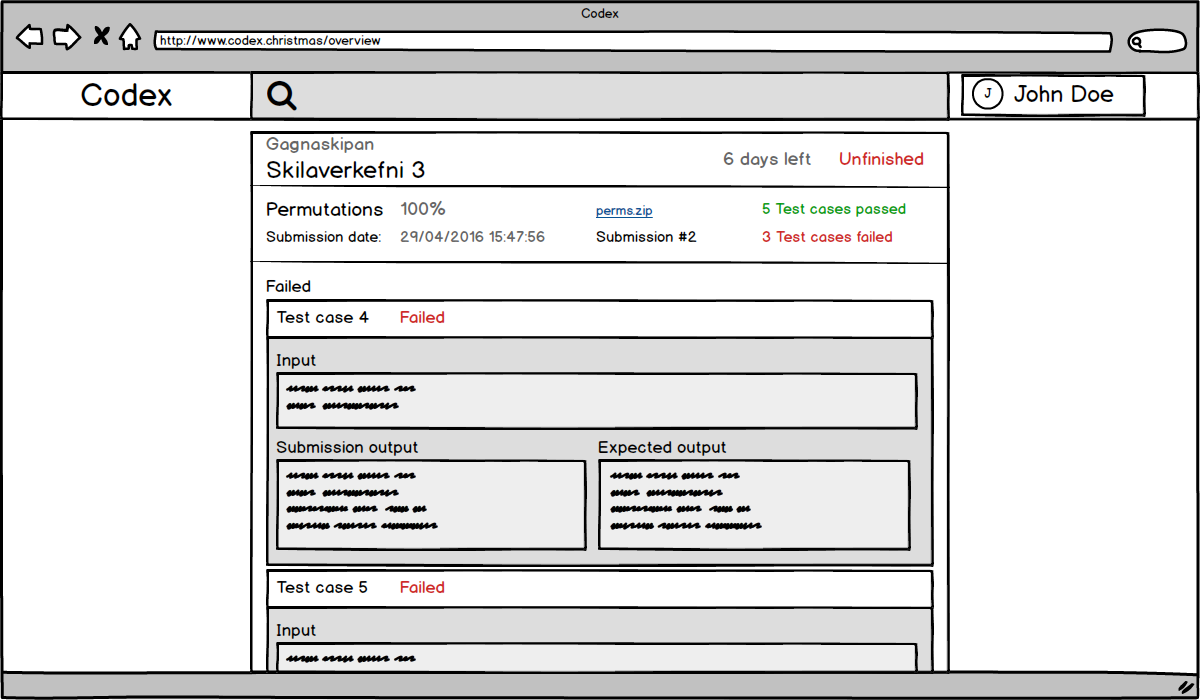 Codex
http://www.codex.christmas/overview
Codex
J John Doe
Gagnaskipan
Skilaverkefni 3
6 days left Unfinished
Permutations 100% perms.zip 5 Test cases passed
Submission date: 29/04/2016 15:47:56 Submission #2 3 Test cases failed
Failed
Test case 4 Failed
Input
Submission output Expected output
Test case 5 Failed
Input